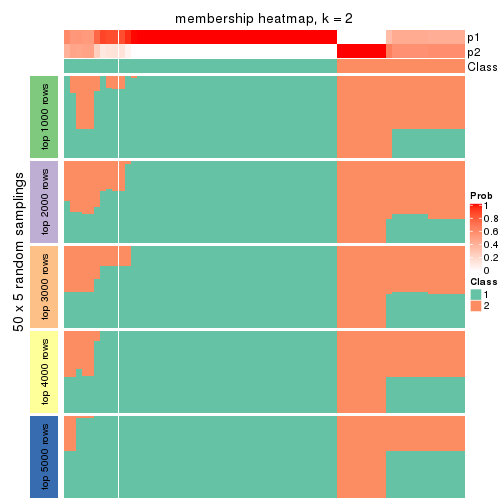 membership heatmap, k = 2
p1
p2
Class
50 x 5 random samplings
top 1000 rows
top 2000 rows
top 3000 rows
top 4000 rows
top 5000 rows
Prob
1
0.8
0.6
0.4
0.2
0
Class
1
2